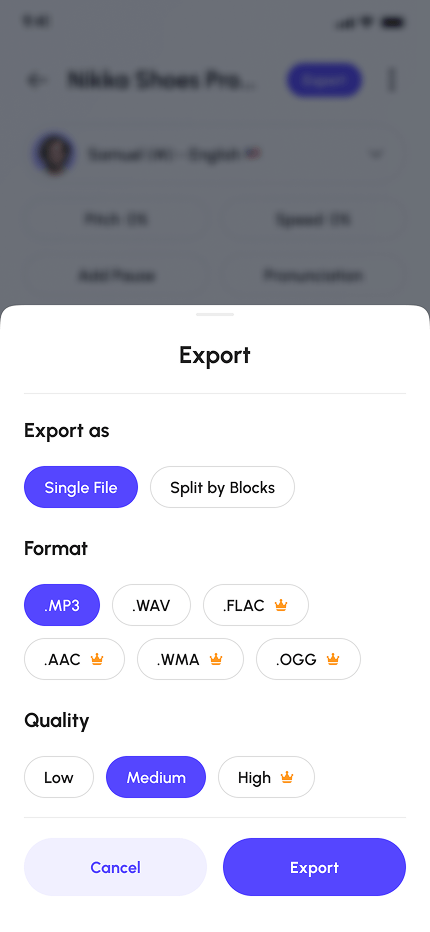 9:41
Nikka Shoes Pro...
Export
Samuel (M) - English
Pitch: 0%
Speed: 0%
Add Pause
Pronunciation
Export
Export as
Single File
Split by Blocks
Format
.MP3
.WAV
.FLAC
.AAC
.WMA
.OGG
Quality
Low
Medium
High
Cancel
Export